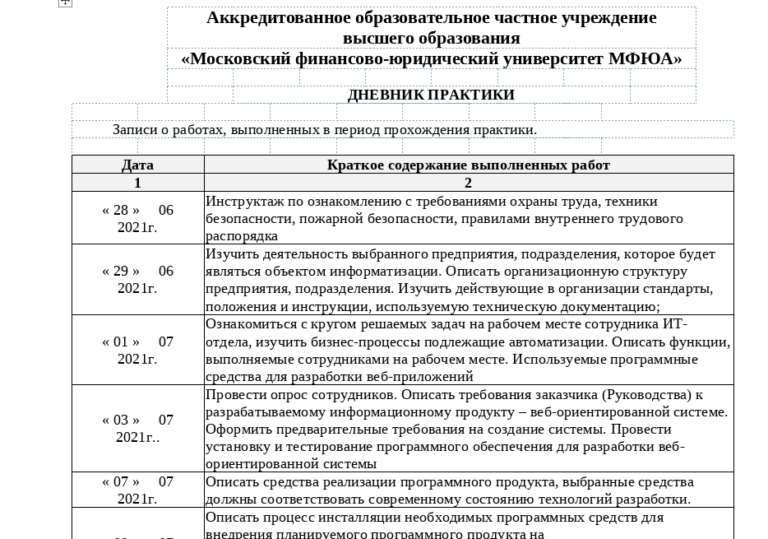 Аккредитованное образовательное частное учреждение
высшего образования
«Московский финансово-юридический университет МФЮА»
ДНЕВНИК ПРАКТИКИ
Записи о работах, выполненных в период прохождения практики.
Дата Краткое содержание выполненных работ
1 2
« 28 » 06
2021г.
Инструктаж по ознакомлению с требованиями охраны труда, техники
безопасности, пожарной безопасности, правилами внутреннего трудового
распорядка
« 29 » 06
2021г.
Изучить деятельность выбранного предприятия, подразделения, которое будет
являться объектом информатизации. Описать организационную структуру
предприятия, подразделения. Изучить действующие в организации стандарты,
положения и инструкции, используемую техническую документацию;
« 01 » 07
2021г.
Ознакомиться с кругом решаемых задач на рабочем месте сотрудника ИТ-
отдела, изучить бизнес-процессы подлежащие автоматизации. Описать функции,
выполняемые сотрудниками на рабочем месте. Используемые программные
средства для разработки веб-приложений
« 03 » 07
2021г..
Провести опрос сотрудников. Описать требования заказчика (Руководства) к
разрабатываемому информационному продукту – веб-ориентированной системе.
Оформить предварительные требования на создание системы. Провести
установку и тестирование программного обеспечения для разработки веб-
ориентированной системы
« 07 » 07
2021г.
Описать средства реализации программного продукта, выбранные средства
должны соответствовать современному состоянию технологий разработки.
Описать процесс инсталляции необходимых программных средств для
внедрения планируемого программного продукта на